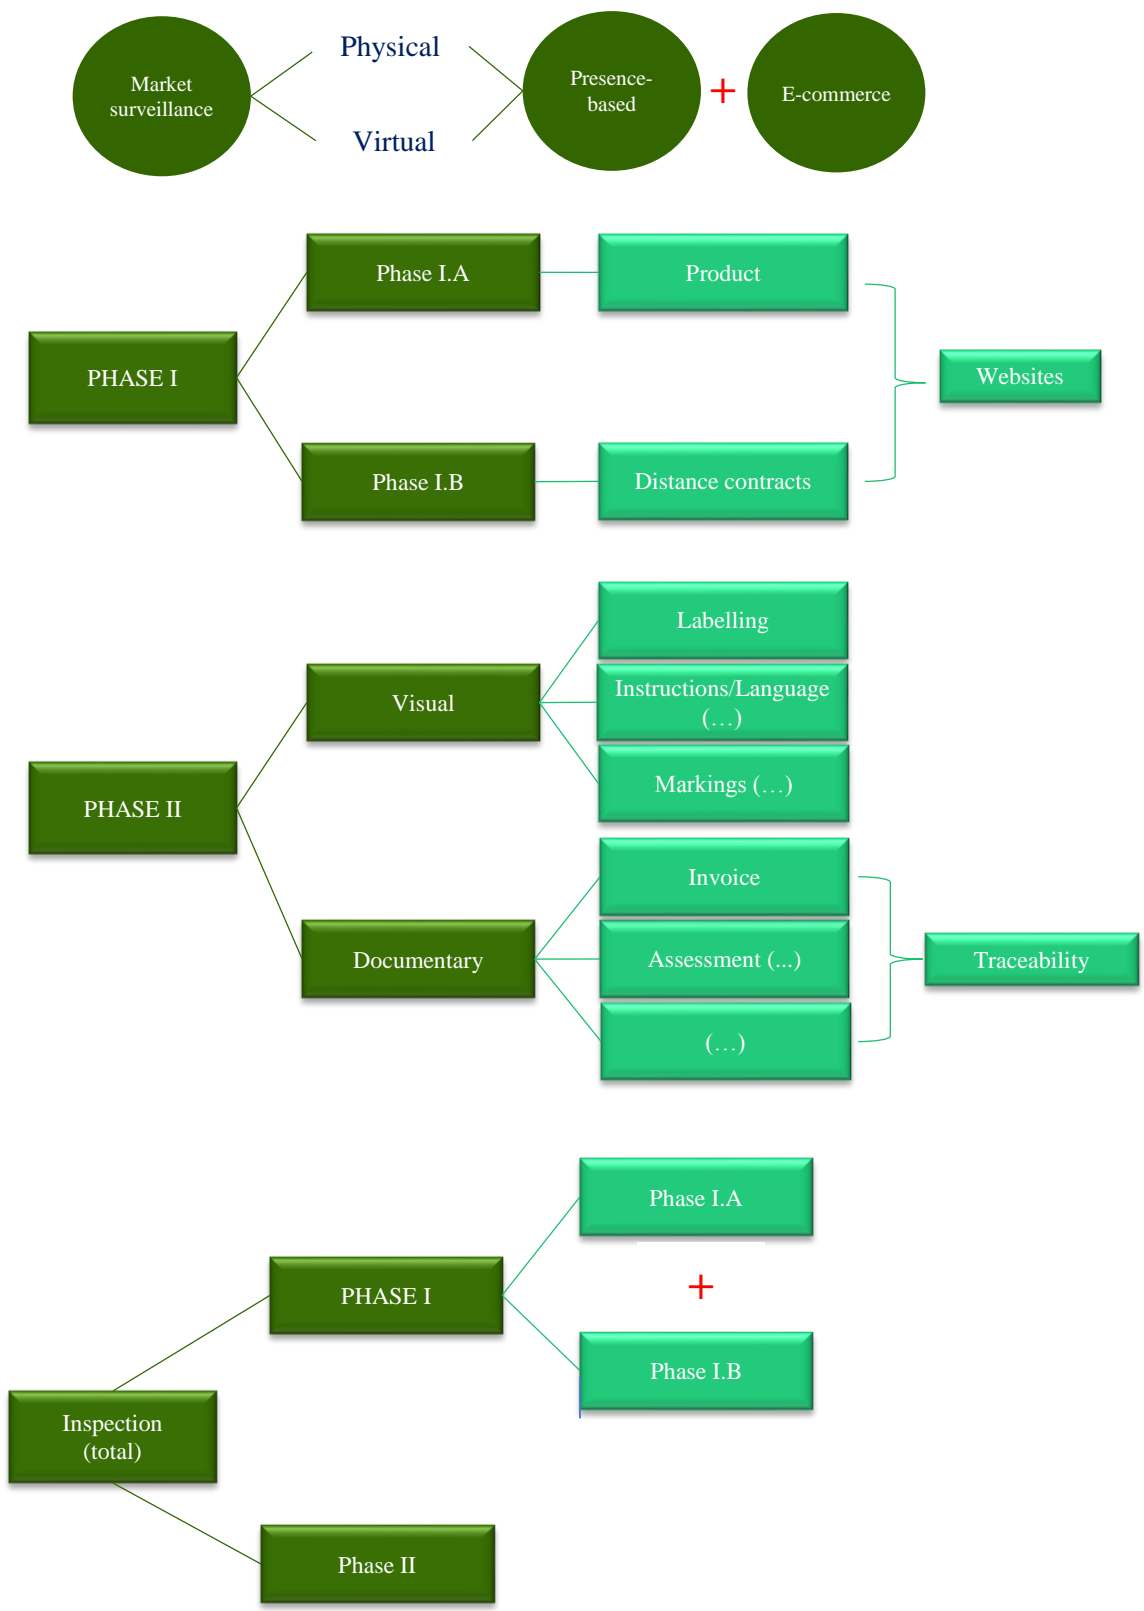 Market
surveillance
Physical
Virtual
Presence-
based
+
E-commerce
PHASE I
Phase I.A
Product
Phase I.B
Distance contracts
Websites
PHASE II
Visual
Labelling
Instructions/Language
(…)
Markings (…)
Documentary
Invoice
Assessment (...)
(…)
Traceability
Inspection
(total)
PHASE I
Phase I.A
+
Phase I.B
Phase II